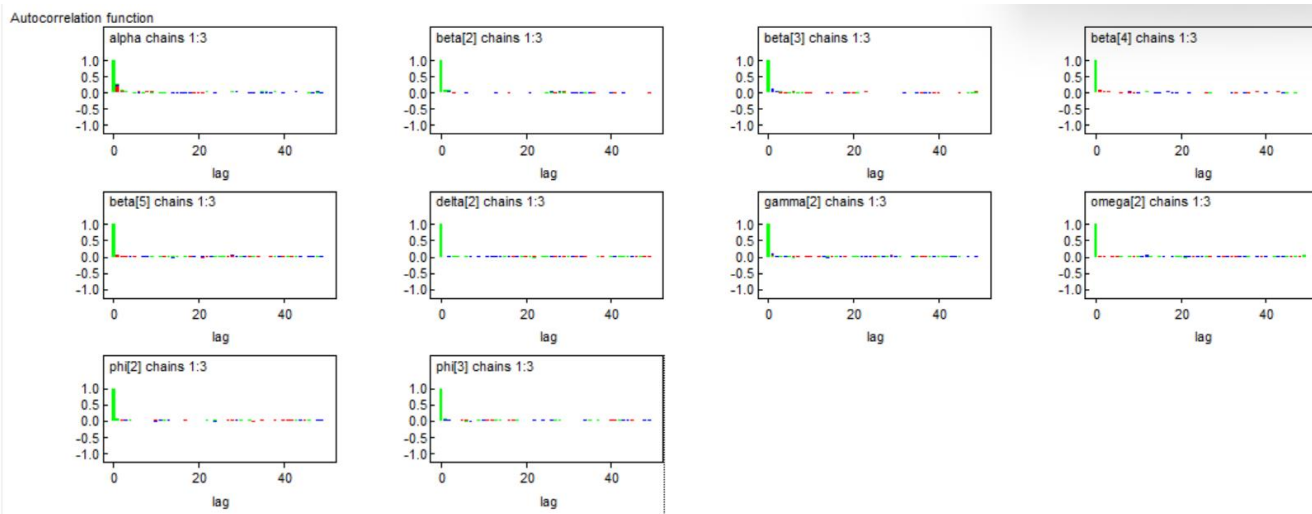 Autocorrelation function
alpha chains 1:3
1.0
0.5
0.0
-0.5
-1.0
0 20 40
lag
beta[2] chains 1:3
1.0
0.5
0.0
-0.5
-1.0
0 20 40
lag
beta[3] chains 1:3
1.0
0.5
0.0
-0.5
-1.0
0 20 40
lag
beta[4] chains 1:3
1.0
0.5
0.0
-0.5
-1.0
0 20 40
lag
beta[5] chains 1:3
1.0
0.5
0.0
-0.5
-1.0
0 20 40
lag
delta[2] chains 1:3
1.0
0.5
0.0
-0.5
-1.0
0 20 40
lag
gamma[2] chains 1:3
1.0
0.5
0.0
-0.5
-1.0
0 20 40
lag
omega[2] chains 1:3
1.0
0.5
0.0
-0.5
-1.0
0 20 40
lag
phi[2] chains 1:3
1.0
0.5
0.0
-0.5
-1.0
0 20 40
lag
phi[3] chains 1:3
1.0
0.5
0.0
-0.5
-1.0
0 20 40
lag